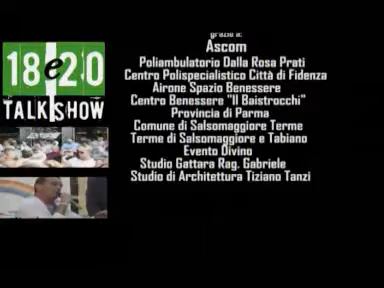 grazie a:
Ascom
Poliambulatorio Dalla Rosa Prati
Centro Polispecialistico Città di Fidenza
Airone Spazio Benessere
Centro Benessere "Il Baistrocchi"
Provincia di Parma
Comune di Salsomaggiore Terme
Terme di Salsomaggiore e Tabiano
Evento Divino
Studio Gattara Rag. Gabriele
Studio di Architettura Tiziano Tanzi
18e20
TALK SHOW